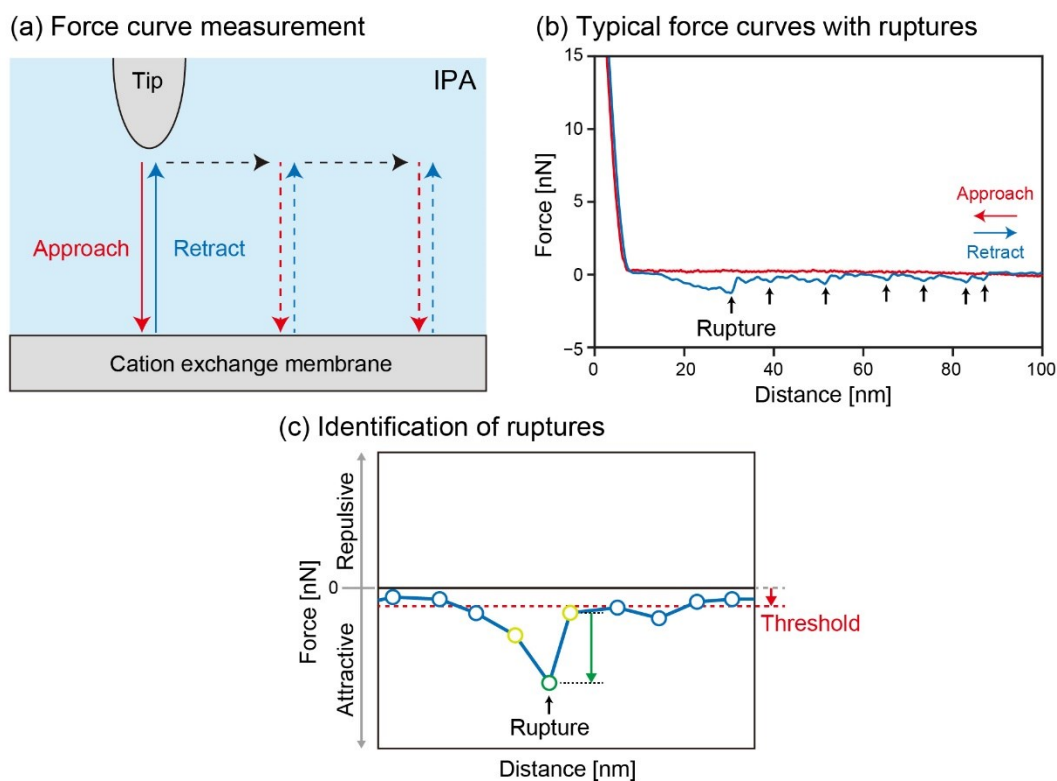 (a) Force curve measurement
Tip
IPA
Approach
Retract
Cation exchange membrane
(b) Typical force curves with ruptures
15
10
5
0
−5
Force [nN]
Approach
Retract
Rupture
0
20
40
60
80
100
Distance [nm]
(c) Identification of ruptures
Repulsive
Attractive
Force [nN]
0
Threshold
Rupture
Distance [nm]